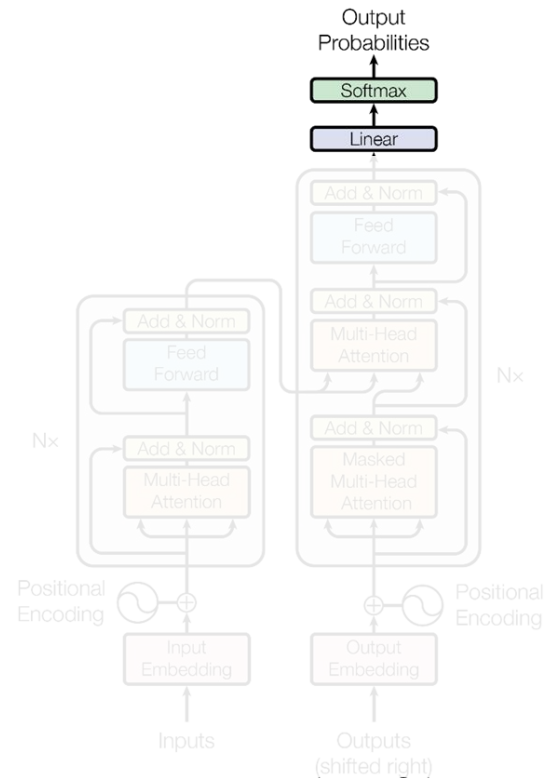 Output
Probabilities
Softmax
Linear
Add & Norm
Feed
Forward
Add & Norm
Multi-Head
Attention
Add & Norm
Masked
Multi-Head
Attention
Nx
Positional
Encoding
Output
Embedding
Outputs
(shifted right)
Add & Norm
Feed
Forward
Add & Norm
Multi-Head
Attention
Nx
Positional
Encoding
Input
Embedding
Inputs